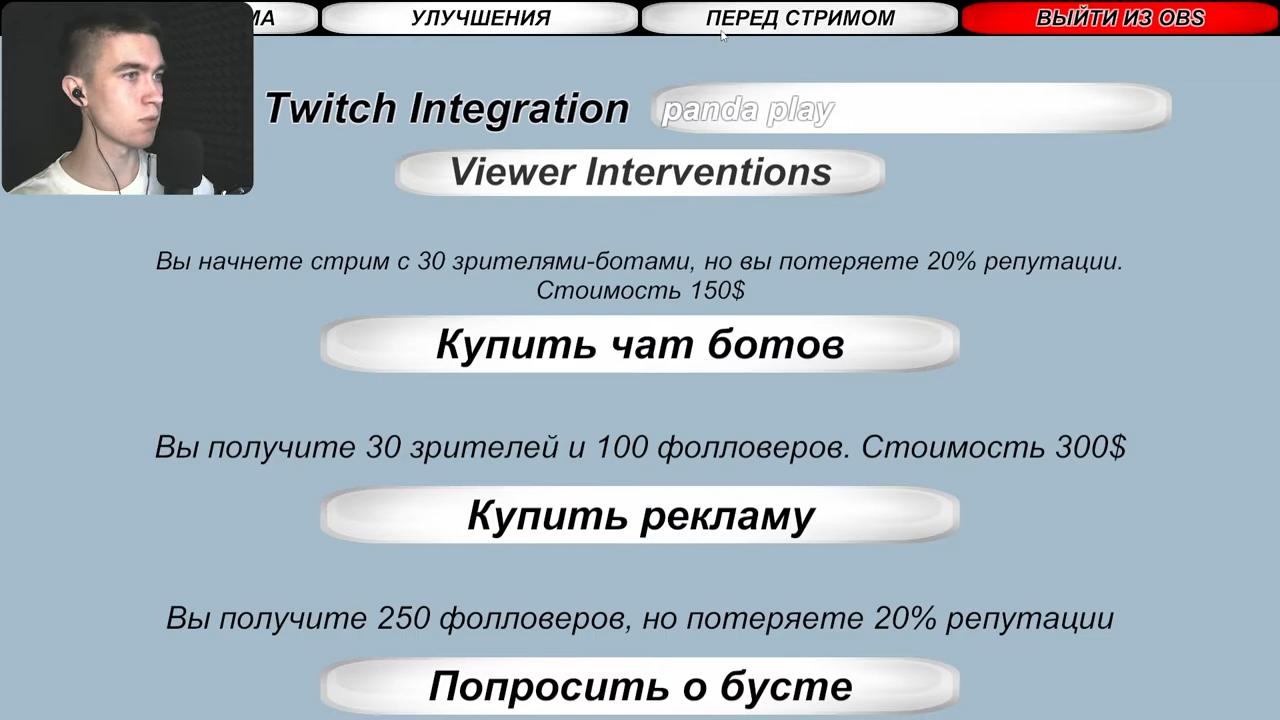 МА
УЛУЧШЕНИЯ
ПЕРЕД СТРИМОМ
ВЫЙТИ ИЗ OBS
Twitch Integration
panda play
Viewer Interventions
Вы начнете стрим с 30 зрителями-ботами, но вы потеряете 20% репутации.
Стоимость 150$
Купить чат ботов
Вы получите 30 зрителей и 100 фолловеров. Стоимость 300$
Купить рекламу
Вы получите 250 фолловеров, но потеряете 20% репутации
Попросить о бусте